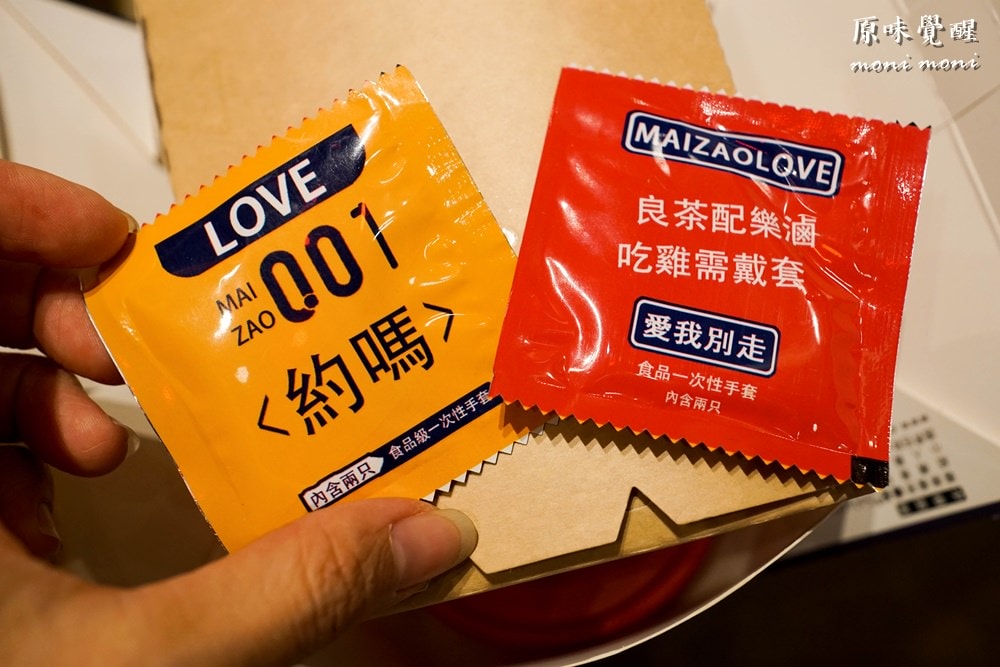 原味覺醒
moni moni
LOVE
MAI
ZAO
001
<約嗎>
食品級一次性手套
內含兩只
MAIZAOLOVE
良茶配樂滷
吃雞需戴套
愛我別走
食品一次性手套
內含兩只